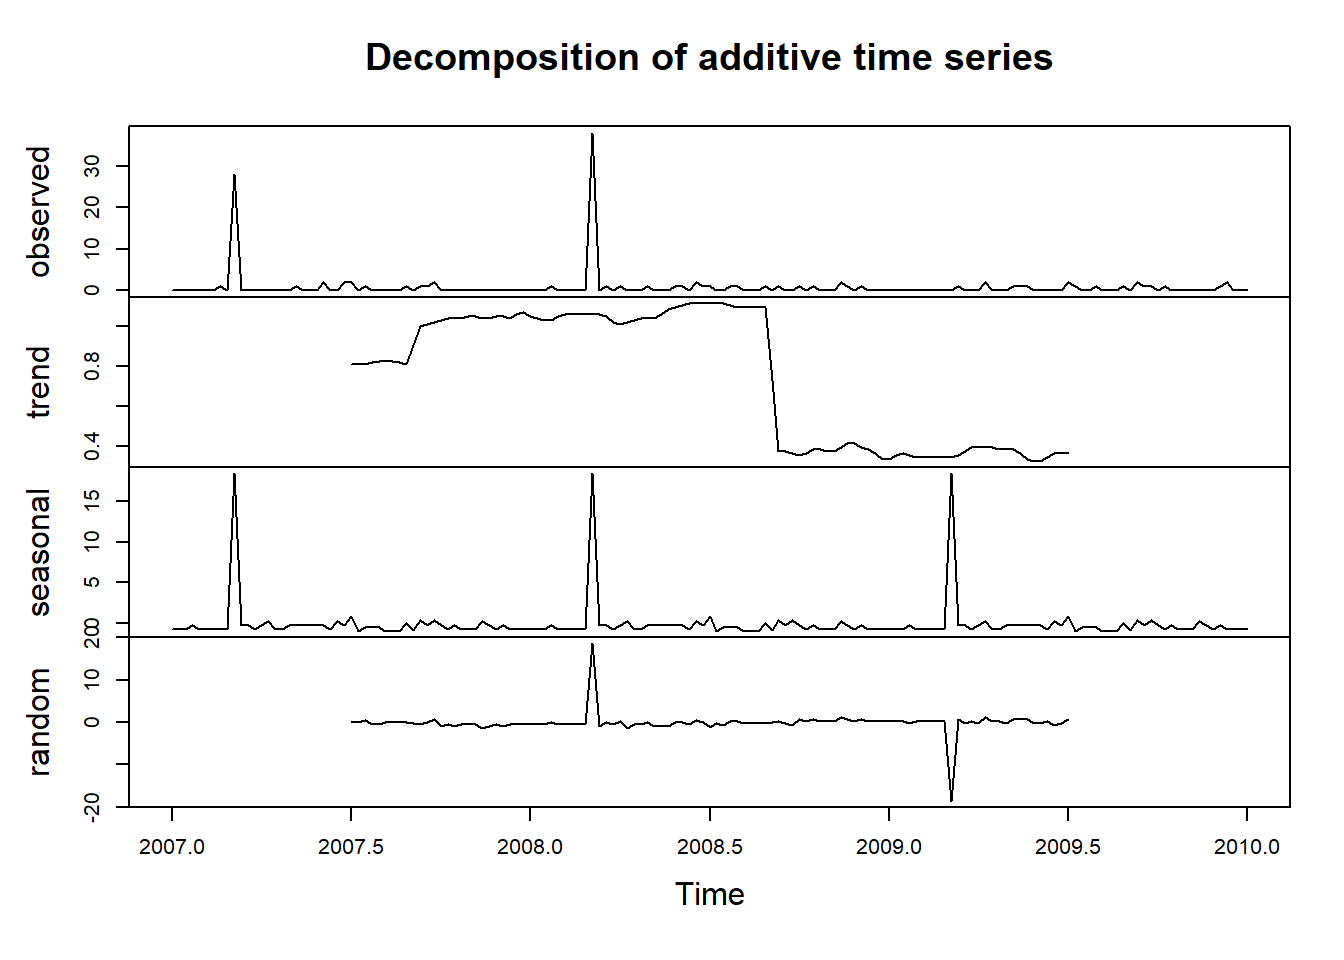 Decomposition of additive time series
observed
0 10 20 30
trend
0.4 0.8
seasonal
0 5 10 15
random
-20 0 10 20
2007.0 2007.5 2008.0 2008.5 2009.0 2009.5 2010.0
Time